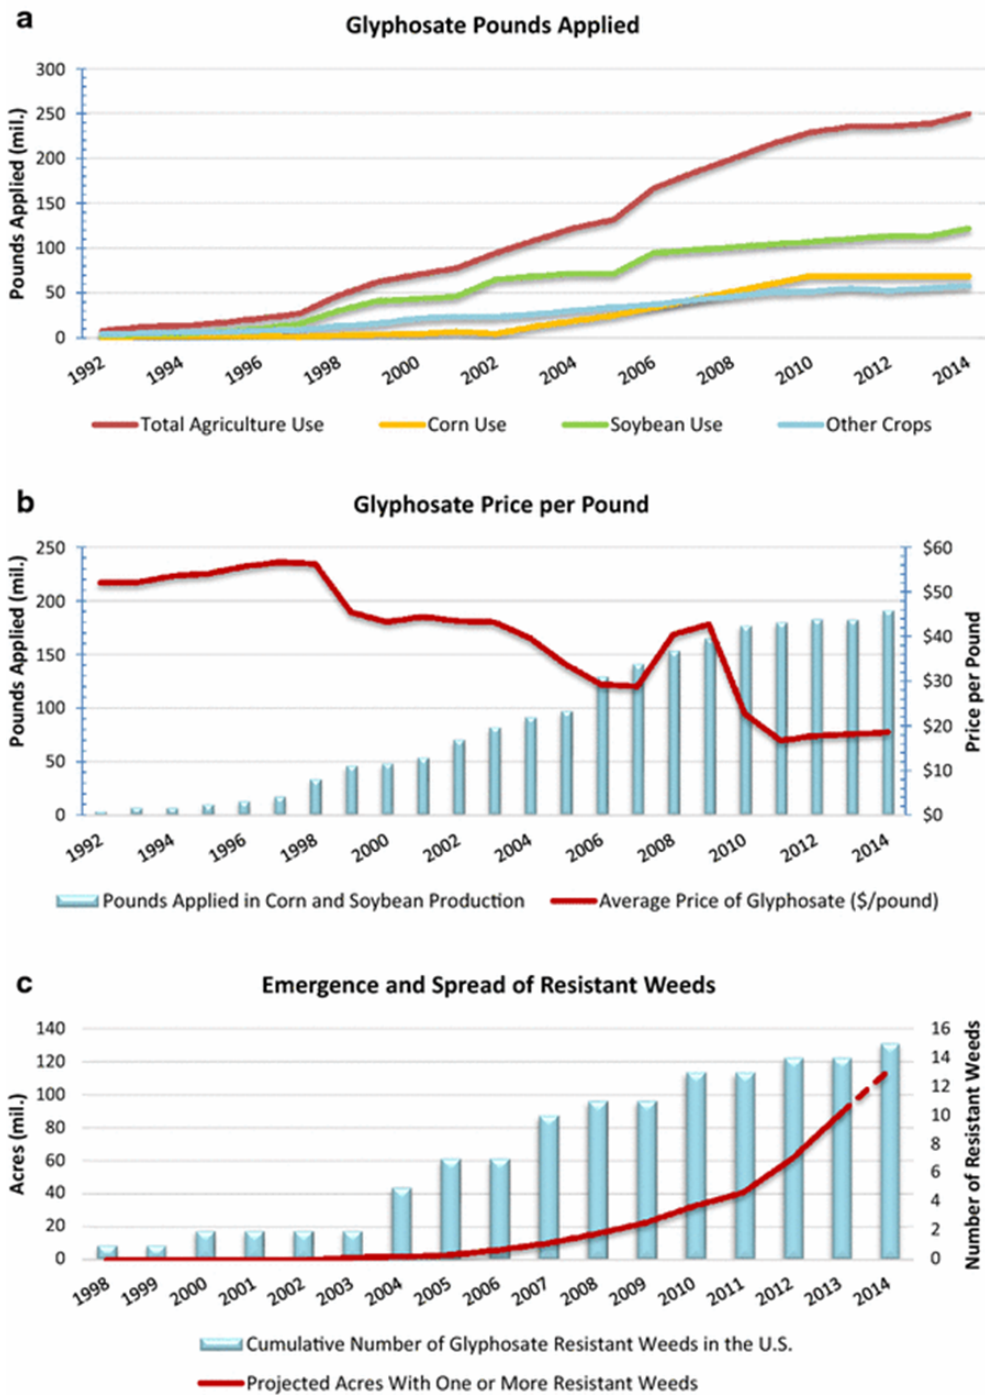 a
Glyphosate Pounds Applied
Pounds Applied (mil.)
300
250
200
150
100
50
0
1992 1994 1996 1998 2000 2002 2004 2006 2008 2010 2012 2014
Total Agriculture Use Corn Use Soybean Use Other Crops
b
Glyphosate Price per Pound
Pounds Applied (mil.)
250
200
150
100
50
0
$60
$50
$40
$30
$20
$10
$0
Price per Pound
1992 1994 1996 1998 2000 2002 2004 2006 2008 2010 2012 2014
Pounds Applied in Corn and Soybean Production Average Price of Glyphosate ($/pound)
c
Emergence and Spread of Resistant Weeds
Acres (mil.)
140
120
100
80
60
40
20
0
16
14
12
10
8
6
4
2
0
Number of Resistant Weeds
1998 1999 2000 2001 2002 2003 2004 2005 2006 2007 2008 2009 2010 2011 2012 2013 2014
Cumulative Number of Glyphosate Resistant Weeds in the U.S.
Projected Acres With One or More Resistant Weeds